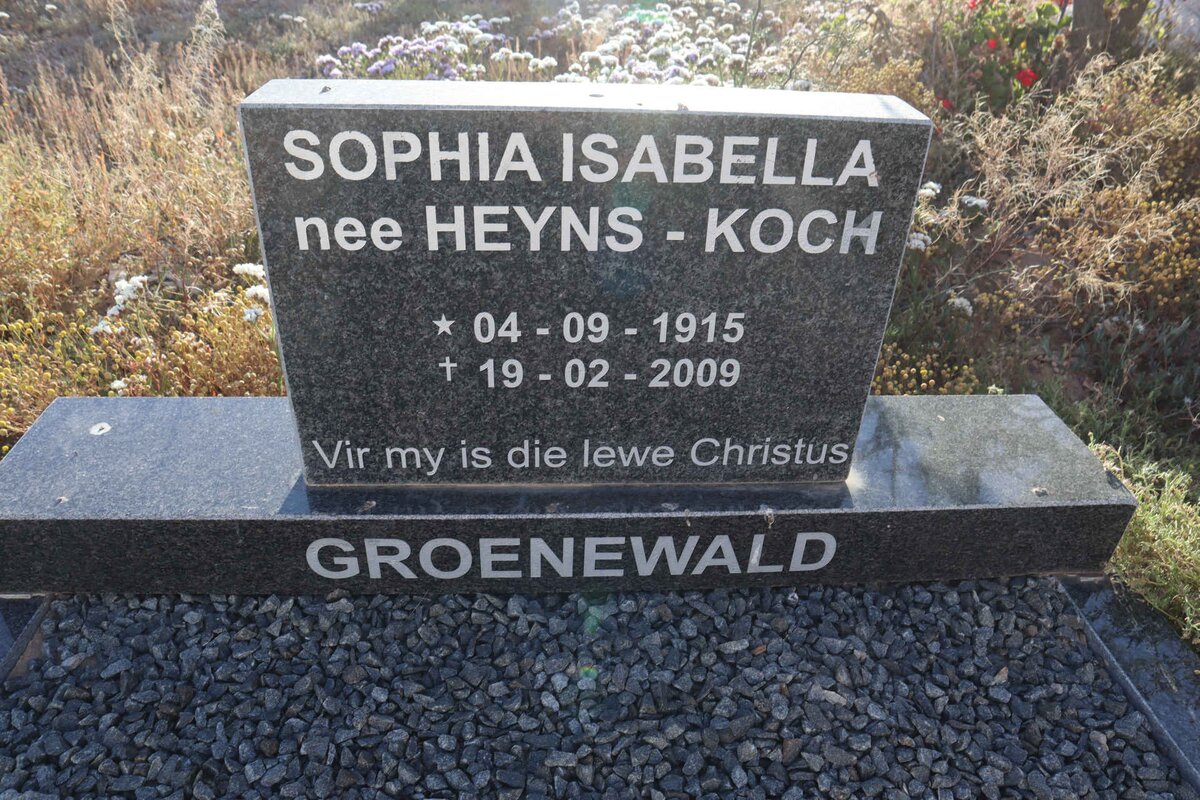 SOPHIA ISABELLA
nee HEYNS - KOCH
★ 04 - 09 - 1915
† 19 - 02 - 2009
Vir my is die lewe Christus
GROENEWALD